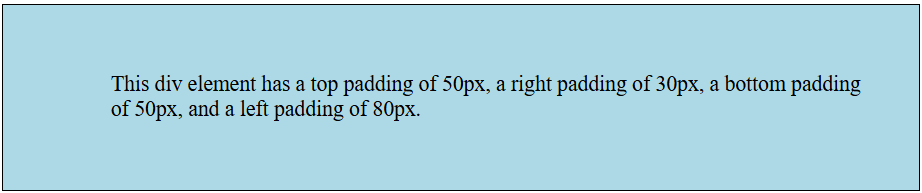 This div element has a top padding of 50px, a right padding of 30px, a bottom padding
of 50px, and a left padding of 80px.